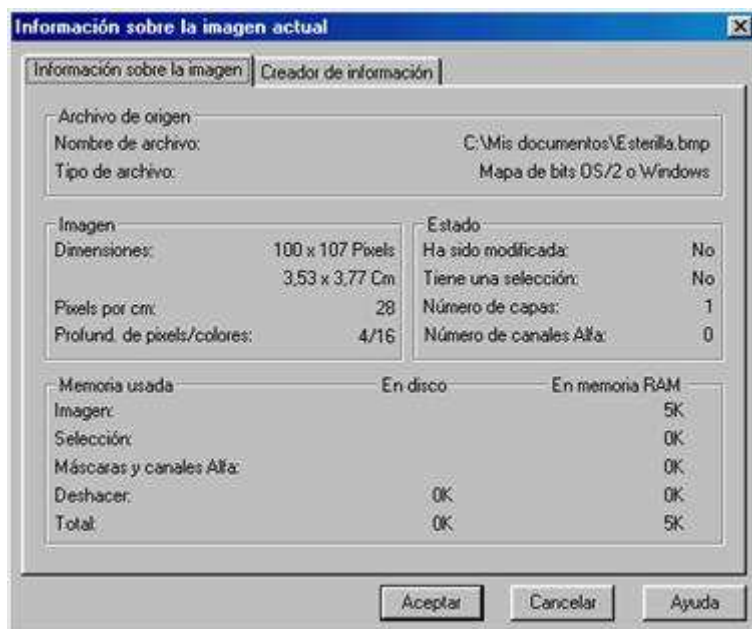 Información sobre la imagen actual
Información sobre la imagen
Creador de información
Archivo de origen
Nombre de archivo: C:\Mis documentos\Esterilla.bmp
Tipo de archivo: Mapa de bits OS/2 o Windows
Imagen
Dimensiones: 100 x 107 Pixels
3,53 x 3,77 Cm
Pixels por cm: 28
Profund. de pixels/colores: 4/16
Estado
Ha sido modificada: No
Tiene una selección: No
Número de capas: 1
Número de canales Alfa: 0
Memoria usada En disco En memoria RAM
Imagen: 5K
Selección: 0K
Máscaras y canales Alfa: 0K
Deshacer: 0K 0K
Total: 0K 5K
Aceptar Cancelar Ayuda